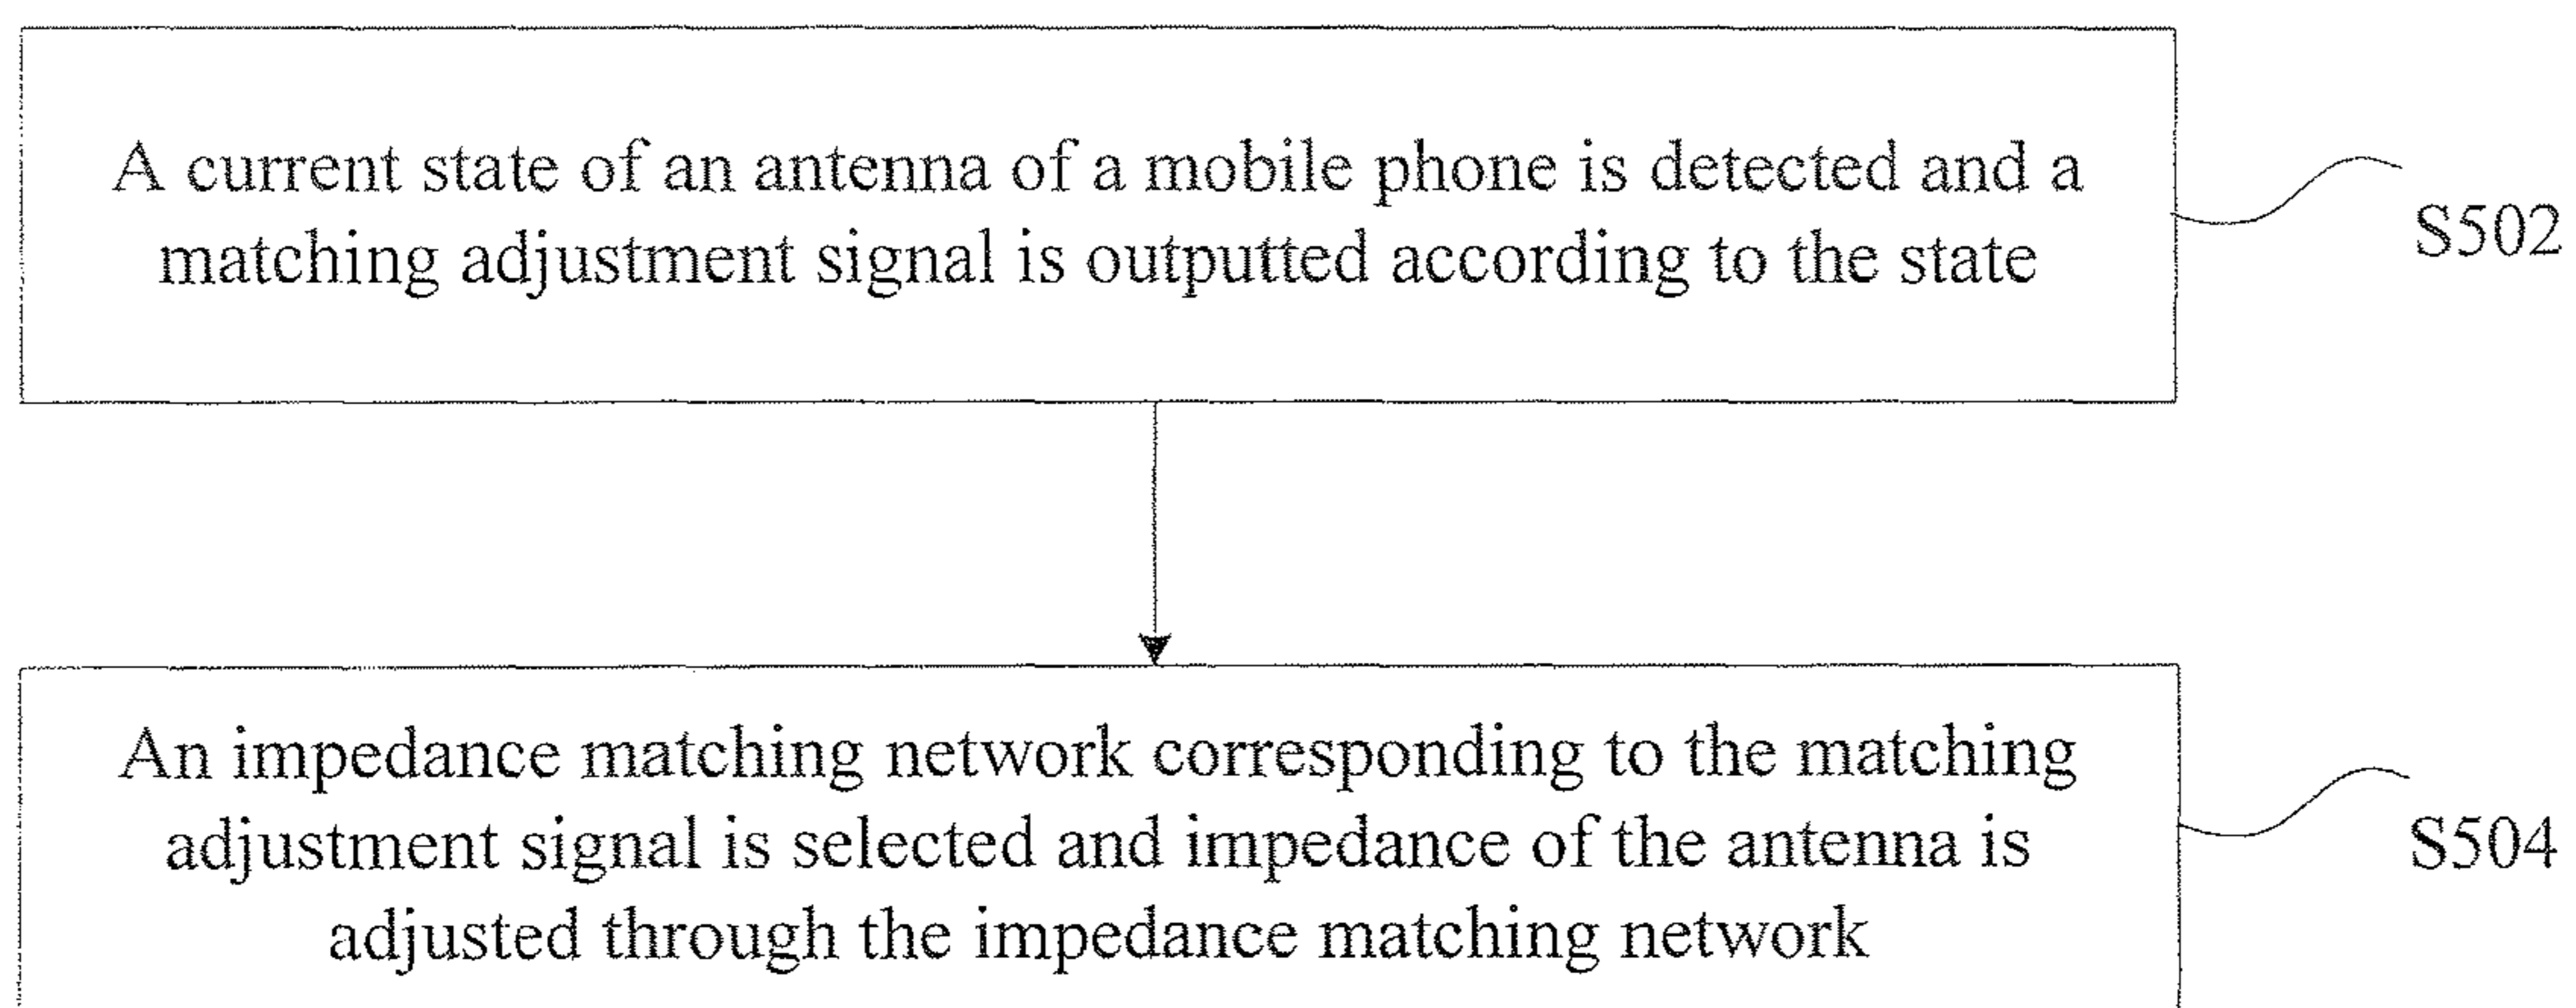 A current state of an antenna of a mobile phone is detected and a
matching adjustment signal is outputted according to the state
S502
An impedance matching network corresponding to the matching
adjustment signal is selected and impedance of the antenna is
adjusted through the impedance matching network
S504